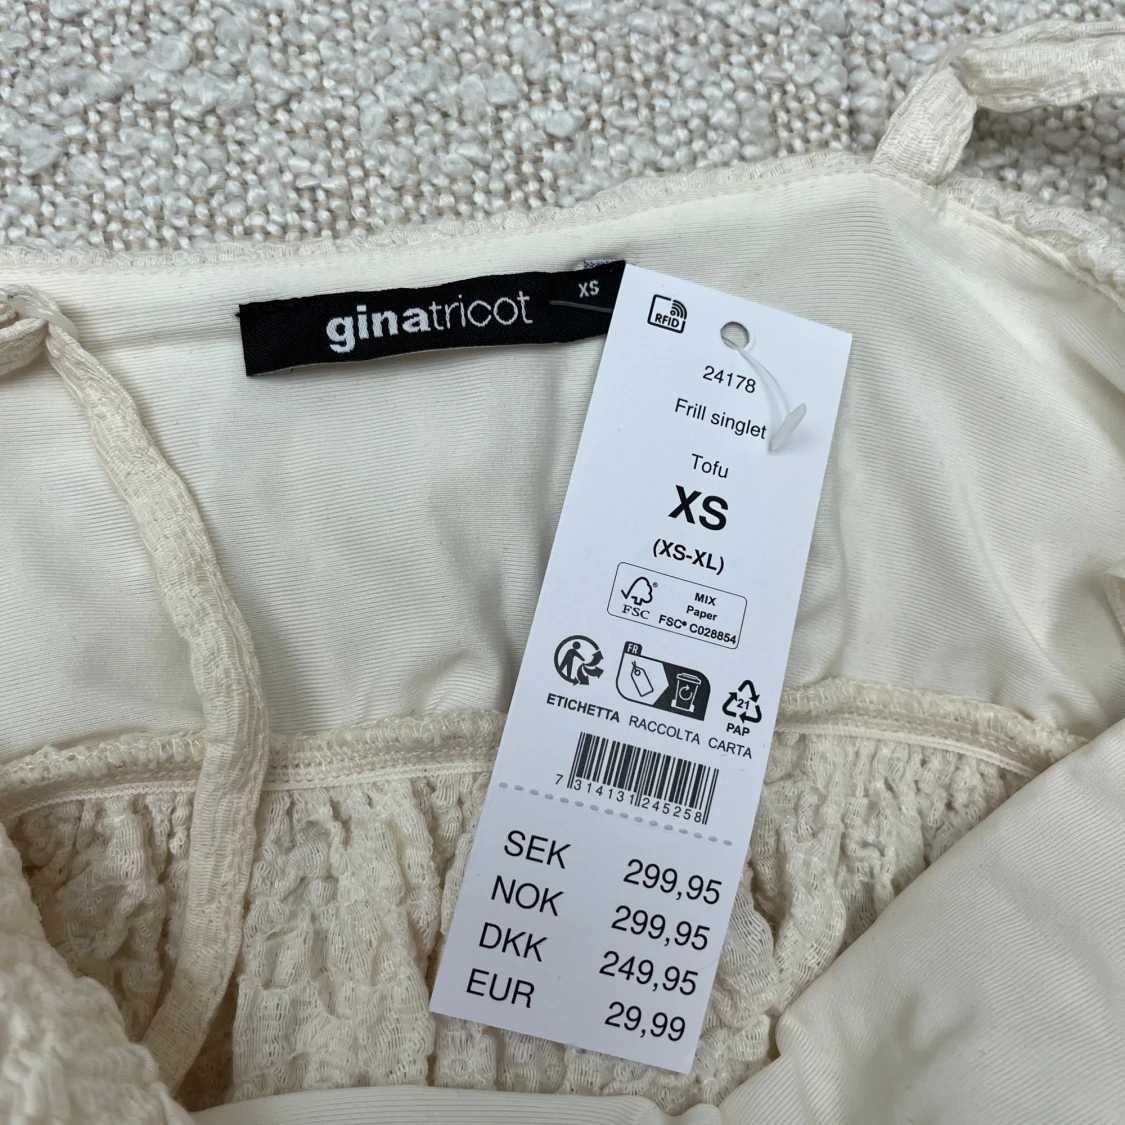 ginatricot
XS
RFID
24178
Frill singlet
Tofu
XS
(XS-XL)
FSC
MIX
Paper
FSC® C028854
FR
21
PAP
ETICHETTA RACCOLTA CARTA
7 314131 245258
SEK 299,95
NOK 299,95
DKK 249,95
EUR 29,99